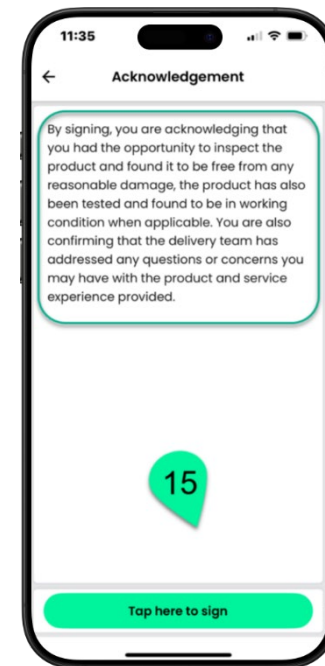 11:35
Acknowledgement
By signing, you are acknowledging that
you had the opportunity to inspect the
product and found it to be free from any
reasonable damage, the product has also
been tested and found to be in working
condition when applicable. You are also
confirming that the delivery team has
addressed any questions or concerns you
may have with the product and service
experience provided.
15
Tap here to sign